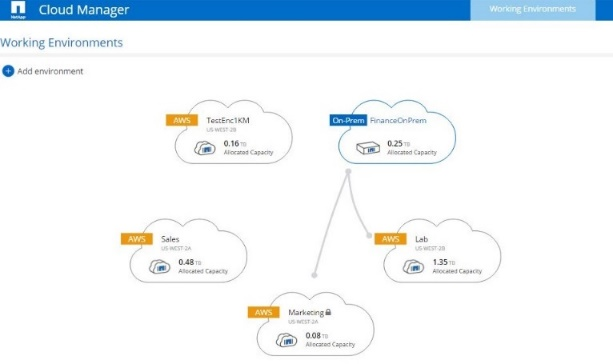 NetApp
Cloud Manager
Working Environments
Working Environments
Add environment
AWS
TestEnc1KM
US-WEST-2B
0.16 TB
Allocated Capacity
On-Prem
FinanceOnPrem
0.25 TB
Allocated Capacity
AWS
Sales
US-WEST-2A
0.48 TB
Allocated Capacity
AWS
Lab
US-WEST-2B
1.35 TB
Allocated Capacity
AWS
Marketing
US-WEST-2A
0.08 TB
Allocated Capacity